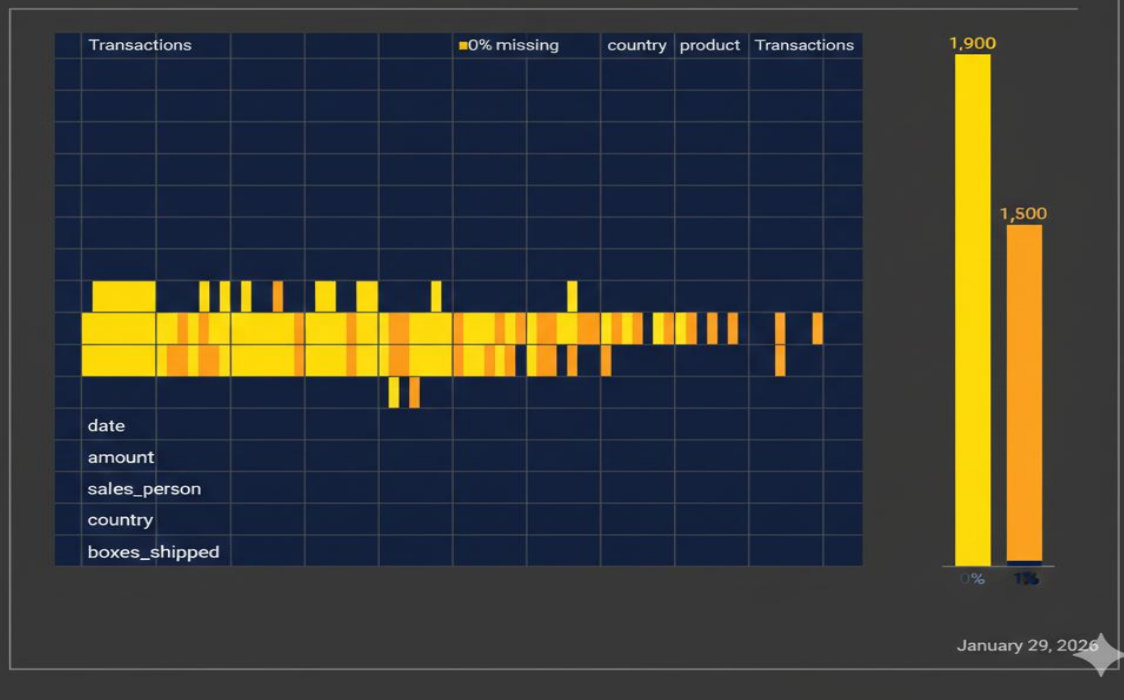 Transactions
0% missing
country
product
Transactions
1,900
1,500
date
amount
sales_person
country
boxes_shipped
0%
1%
January 29, 2026